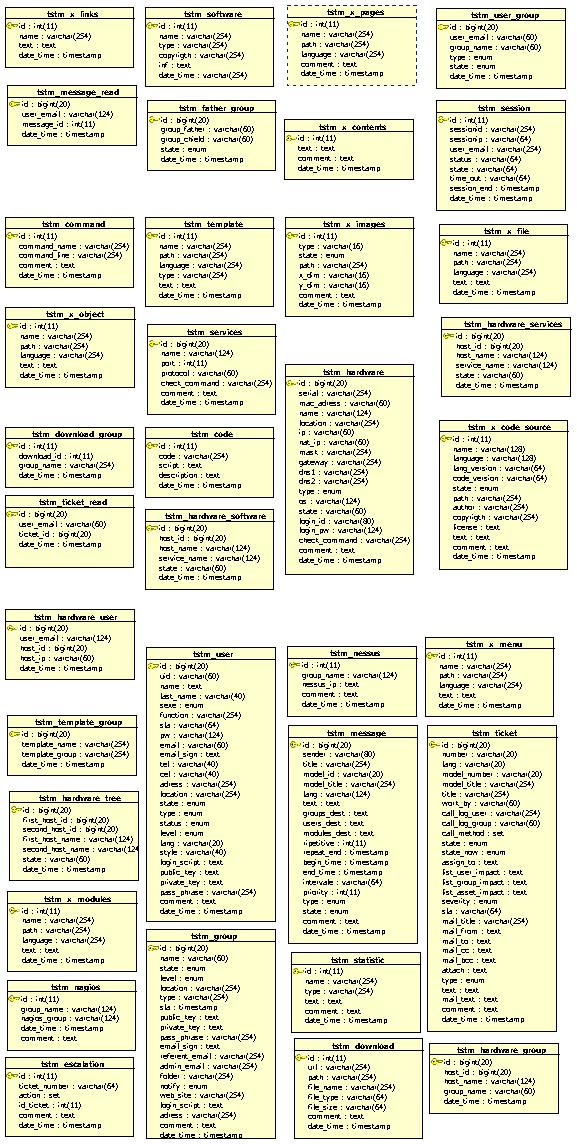 tstm_x_links
id : int(11)
name : varchar(254)
text : text
date_time : timestamp
tstm_software
id : int(11)
name : varchar(254)
type : varchar(254)
copyrigth : varchar(254)
inf : text
date_time : varchar(254)
tstm_x_pages
id : int(11)
name : varchar(254)
path : varchar(254)
language : varchar(254)
comment : text
date_time : timestamp
tstm_user_group
id : bigint(20)
user_email : varchar(60)
group_name : varchar(60)
type : enum
state : enum
date_time : timestamp
tstm_message_read
id : bigint(20)
user_email : varchar(124)
message_id : int(11)
date_time : timestamp
tstm_father_group
id : bigint(20)
group_father : varchar(60)
group_chield : varchar(60)
state : enum
date_time : timestamp
tstm_x_contents
id : int(11)
text : text
comment : text
date_time : timestamp
tstm_session
id : int(11)
sessionid : varchar(254)
sessionip : varchar(64)
user_email : varchar(254)
status : varchar(64)
state : varchar(64)
time_out : varchar(64)
session_end : timestamp
date_time : timestamp
tstm_command
id : int(11)
command_name : varchar(254)
command_line : varchar(254)
comment : text
date_time : timestamp
tstm_template
id : int(11)
name : varchar(254)
path : varchar(254)
language : varchar(254)
type : varchar(254)
text : text
date_time : timestamp
tstm_x_images
id : int(11)
type : varchar(16)
state : enum
path : varchar(254)
x_dim : varchar(16)
y_dim : varchar(16)
comment : text
date_time : timestamp
tstm_x_file
id : int(11)
name : varchar(254)
path : varchar(254)
language : varchar(254)
text : text
date_time : timestamp
tstm_x_object
id : int(11)
name : varchar(254)
path : varchar(254)
language : varchar(254)
text : text
date_time : timestamp
tstm_services
id : bigint(20)
name : varchar(124)
port : int(11)
protocol : varchar(60)
check_command : varchar(254)
comment : text
date_time : timestamp
tstm_hardware
id : bigint(20)
serial : varchar(254)
mac_adress : varchar(60)
name : varchar(124)
location : varchar(254)
ip : varchar(60)
nat_ip : varchar(60)
mask : varchar(254)
gateway : varchar(254)
dns1 : varchar(254)
dns2 : varchar(254)
type : enum
os : varchar(124)
state : varchar(60)
login_id : varchar(80)
login_pw : varchar(124)
check_command : varchar(254)
comment : text
date_time : timestamp
tstm_hardware_services
id : bigint(20)
host_id : bigint(20)
host_name : varchar(124)
service_name : varchar(124)
state : varchar(60)
date_time : timestamp
tstm_download_group
id : int(11)
download_id : int(11)
group_name : varchar(254)
date_time : timestamp
tstm_code
id : int(11)
code : varchar(254)
script : text
description : text
date_time : timestamp
tstm_x_code_source
id : int(11)
name : varchar(128)
language : varchar(128)
lang_version : varchar(64)
code_version : varchar(64)
state : enum
path : varchar(254)
author : varchar(254)
copyrigth : varchar(254)
license : text
text : text
comment : text
date_time : timestamp
tstm_ticket_read
id : bigint(20)
user_email : varchar(60)
ticket_id : bigint(20)
date_time : timestamp
tstm_hardware_software
id : bigint(20)
host_id : bigint(20)
host_name : varchar(124)
service_name : varchar(124)
state : varchar(60)
date_time : timestamp
tstm_hardware_user
id : bigint(20)
user_email : varchar(124)
host_id : bigint(20)
host_ip : varchar(60)
date_time : timestamp
tstm_user
id : bigint(20)
uid : varchar(60)
name : text
last_name : varchar(40)
sexe : enum
function : varchar(254)
sla : varchar(64)
pw : varchar(124)
email : varchar(60)
email_sign : text
tel : varchar(40)
cel : varchar(40)
adress : varchar(254)
location : varchar(254)
state : enum
type : enum
status : enum
level : enum
lang : varchar(20)
style : varchar(40)
login_script : text
public_key : text
private_key : text
pass_phrase : varchar(254)
comment : text
date_time : timestamp
tstm_nessus
id : int(11)
group_name : varchar(124)
nessus_ip : text
comment : text
date_time : timestamp
tstm_x_menu
id : int(11)
name : varchar(254)
path : varchar(254)
language : varchar(254)
text : text
date_time : timestamp
tstm_template_group
id : bigint(20)
template_name : varchar(254)
template_group : varchar(254)
date_time : timestamp
tstm_message
id : bigint(20)
sender : varchar(80)
title : varchar(254)
model_id : varchar(20)
model_title : varchar(254)
lang : varchar(124)
text : text
groups_dest : text
users_dest : text
modules_dest : text
ripetitive : int(11)
repeat_end : timestamp
begin_time : timestamp
end_time : timestamp
intervale : varchar(64)
priority : int(11)
type : enum
state : enum
comment : text
date_time : timestamp
tstm_ticket
id : bigint(20)
number : varchar(20)
lang : varchar(20)
model_number : varchar(20)
model_title : varchar(254)
title : varchar(254)
work_by : varchar(60)
call_log_user : varchar(254)
call_log_group : varchar(60)
call_method : set
state : enum
state_now : enum
assign_to : text
list_user_impact : text
list_group_impact : text
list_asset_impact : text
severity : enum
sla : varchar(64)
mail_title : varchar(254)
mail_from : text
mail_to : text
mail_cc : text
mail_bcc : text
attach : text
type : enum
text : text
mail_text : text
comment : text
date_time : timestamp
tstm_hardware_tree
id : bigint(20)
first_host_id : bigint(20)
second_host_id : bigint(20)
first_host_name : varchar(124)
second_host_name : varchar(124
state : varchar(60)
date_time : timestamp
tstm_x_modules
id : int(11)
name : varchar(254)
path : varchar(254)
language : varchar(254)
text : text
date_time : timestamp
tstm_group
id : bigint(20)
name : varchar(60)
state : enum
level : enum
location : varchar(254)
type : varchar(254)
sla : timestamp
public_key : text
private_key : text
pass_phrase : varchar(254)
email_sign : text
referent_email : varchar(254)
admin_email : varchar(254)
folder : varchar(254)
notify : enum
web_site : varchar(254)
login_script : text
adress : varchar(254)
comment : text
date_time : timestamp
tstm_statistic
id : int(11)
name : varchar(254)
type : varchar(254)
text : text
comment : text
date_time : timestamp
tstm_nagios
id : int(11)
group_name : varchar(124)
nagios_group : varchar(124)
date_time : timestamp
comment : text
tstm_download
id : int(11)
url : varchar(254)
path : varchar(254)
file_name : varchar(254)
file_type : varchar(64)
file_size : varchar(64)
comment : text
date_time : timestamp
tstm_hardware_group
id : bigint(20)
host_id : bigint(20)
host_name : varchar(124)
group_name : varchar(60)
date_time : timestamp
tstm_escalation
id : int(11)
ticket_number : varchar(64)
action : set
id_ticket : int(11)
comment : text
date_time : timestamp